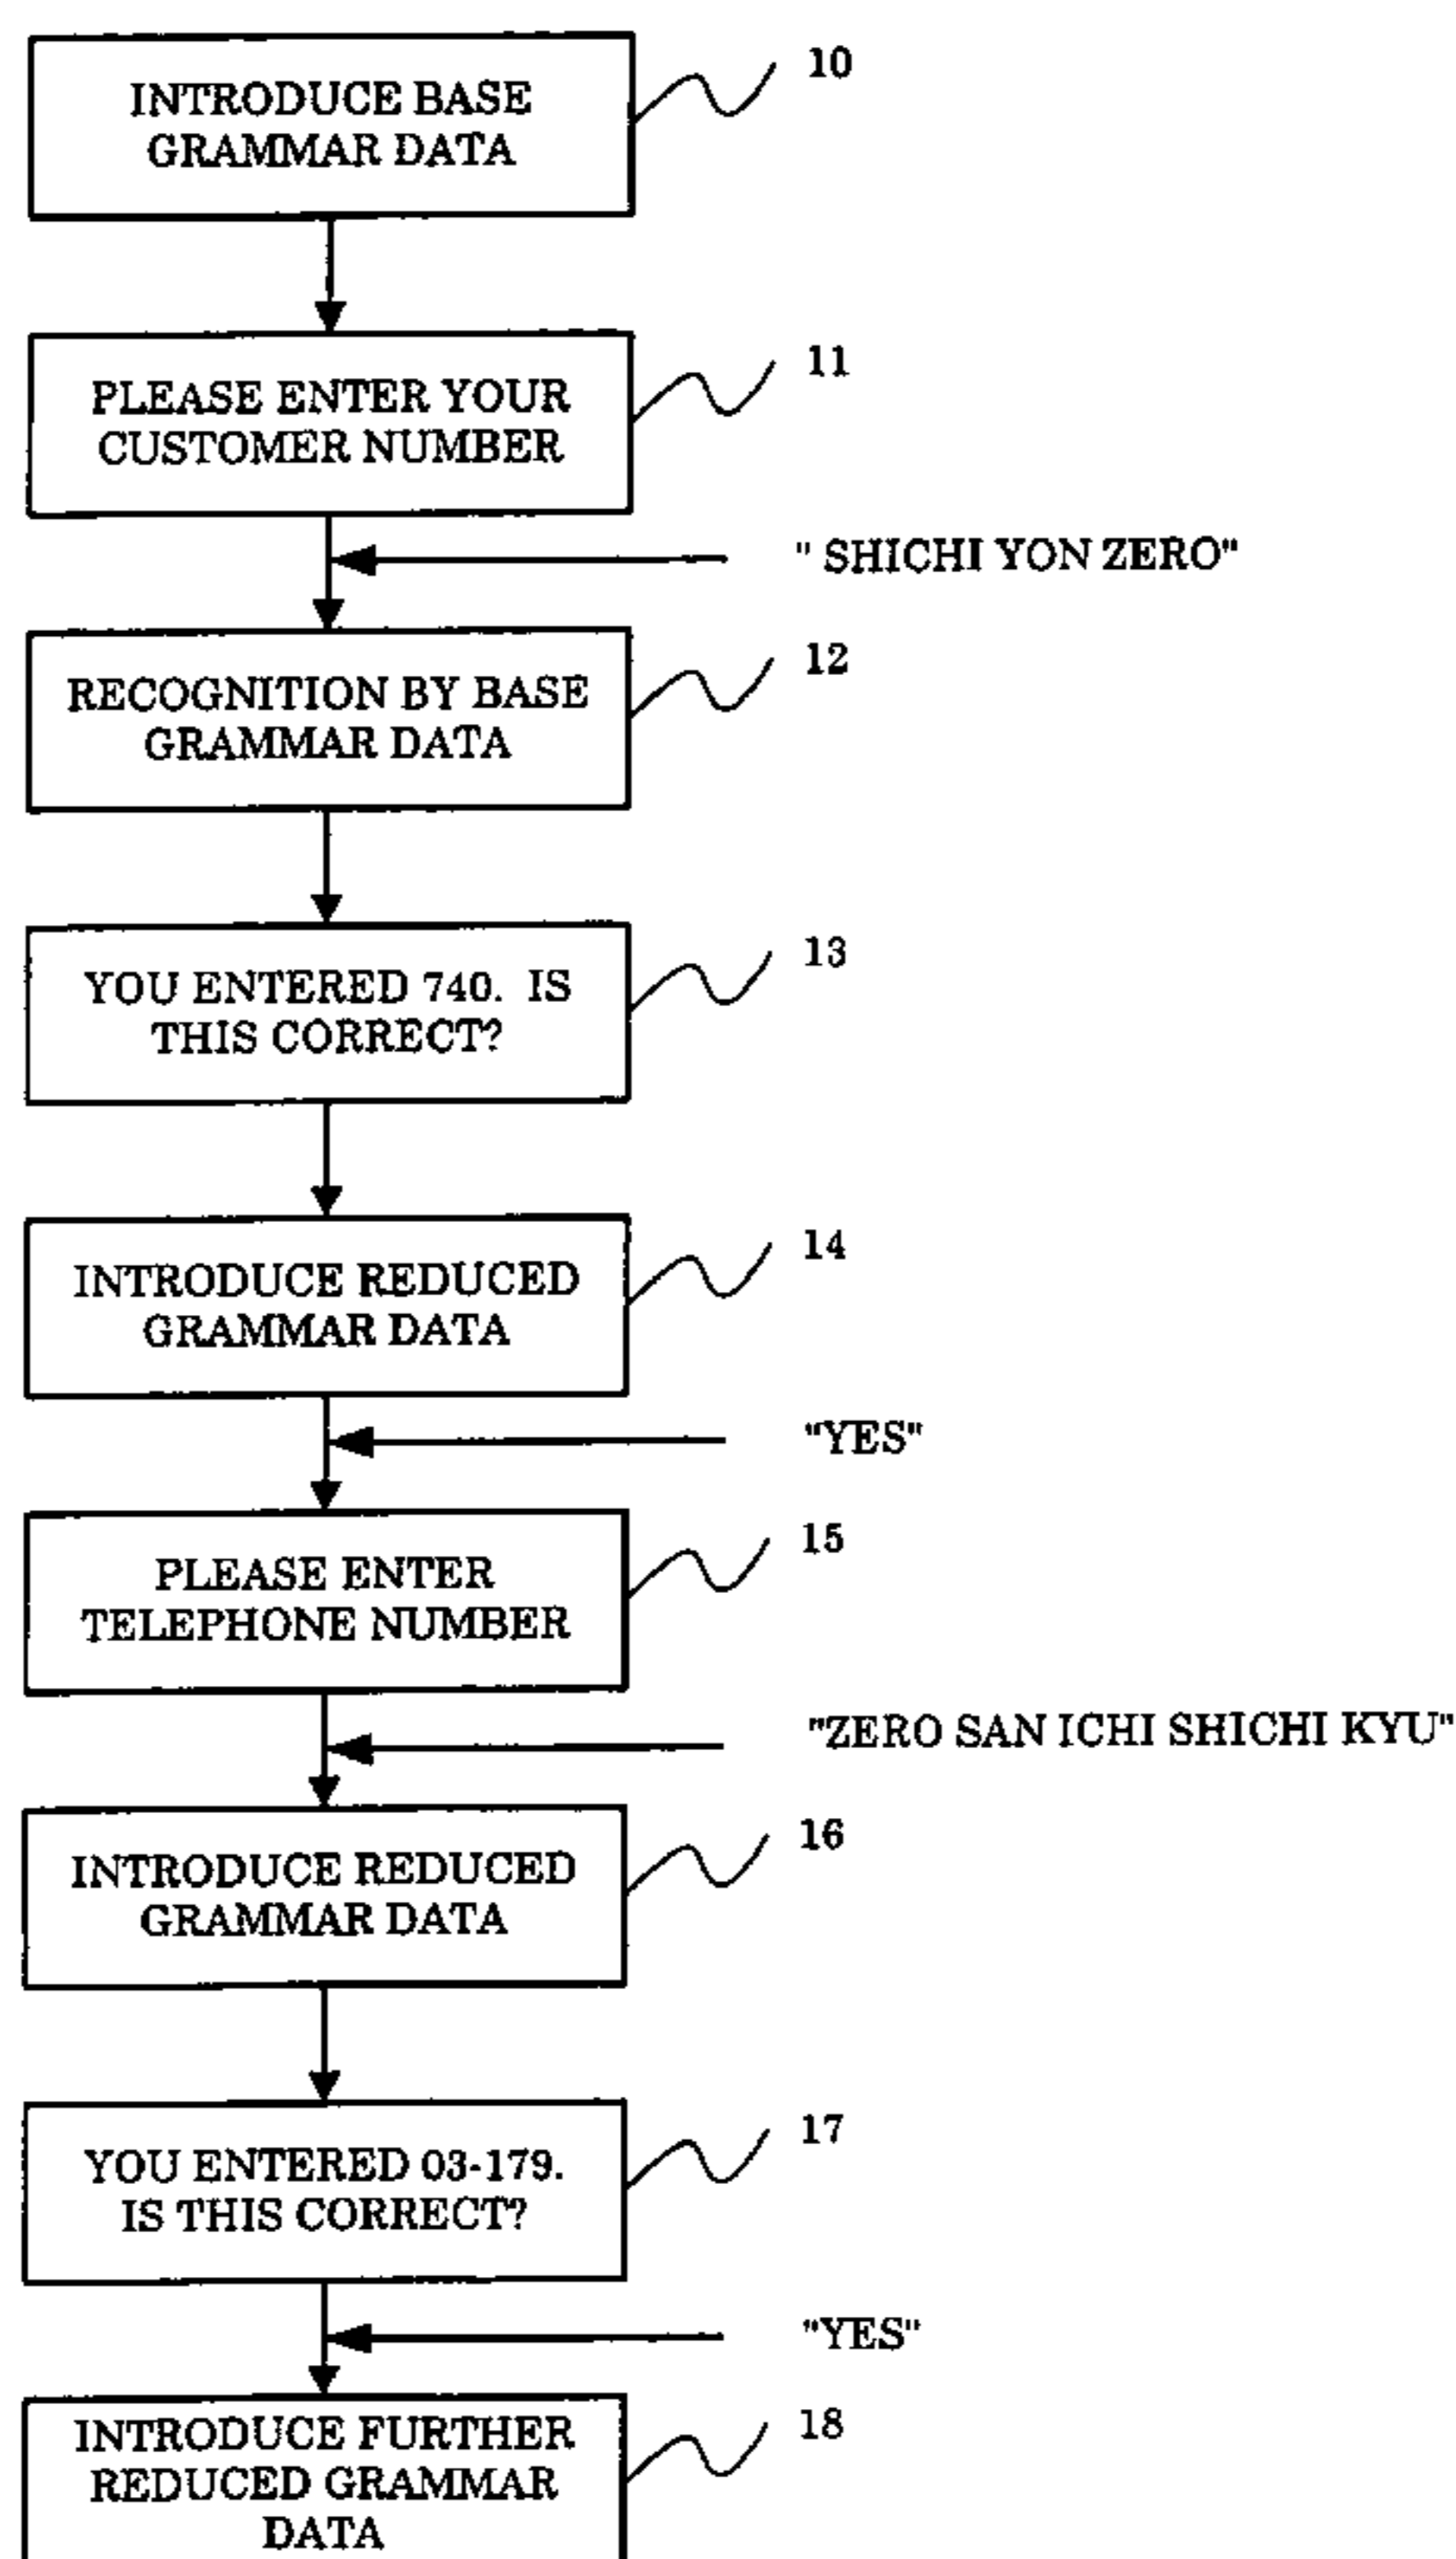 INTRODUCE BASE
GRAMMAR DATA
10
PLEASE ENTER YOUR
CUSTOMER NUMBER
11
" SHICHI YON ZERO"
RECOGNITION BY BASE
GRAMMAR DATA
12
YOU ENTERED 740. IS
THIS CORRECT?
13
INTRODUCE REDUCED
GRAMMAR DATA
14
"YES"
PLEASE ENTER
TELEPHONE NUMBER
15
"ZERO SAN ICHI SHICHI KYU"
INTRODUCE REDUCED
GRAMMAR DATA
16
YOU ENTERED 03-179.
IS THIS CORRECT?
17
"YES"
INTRODUCE FURTHER
REDUCED GRAMMAR
DATA
18